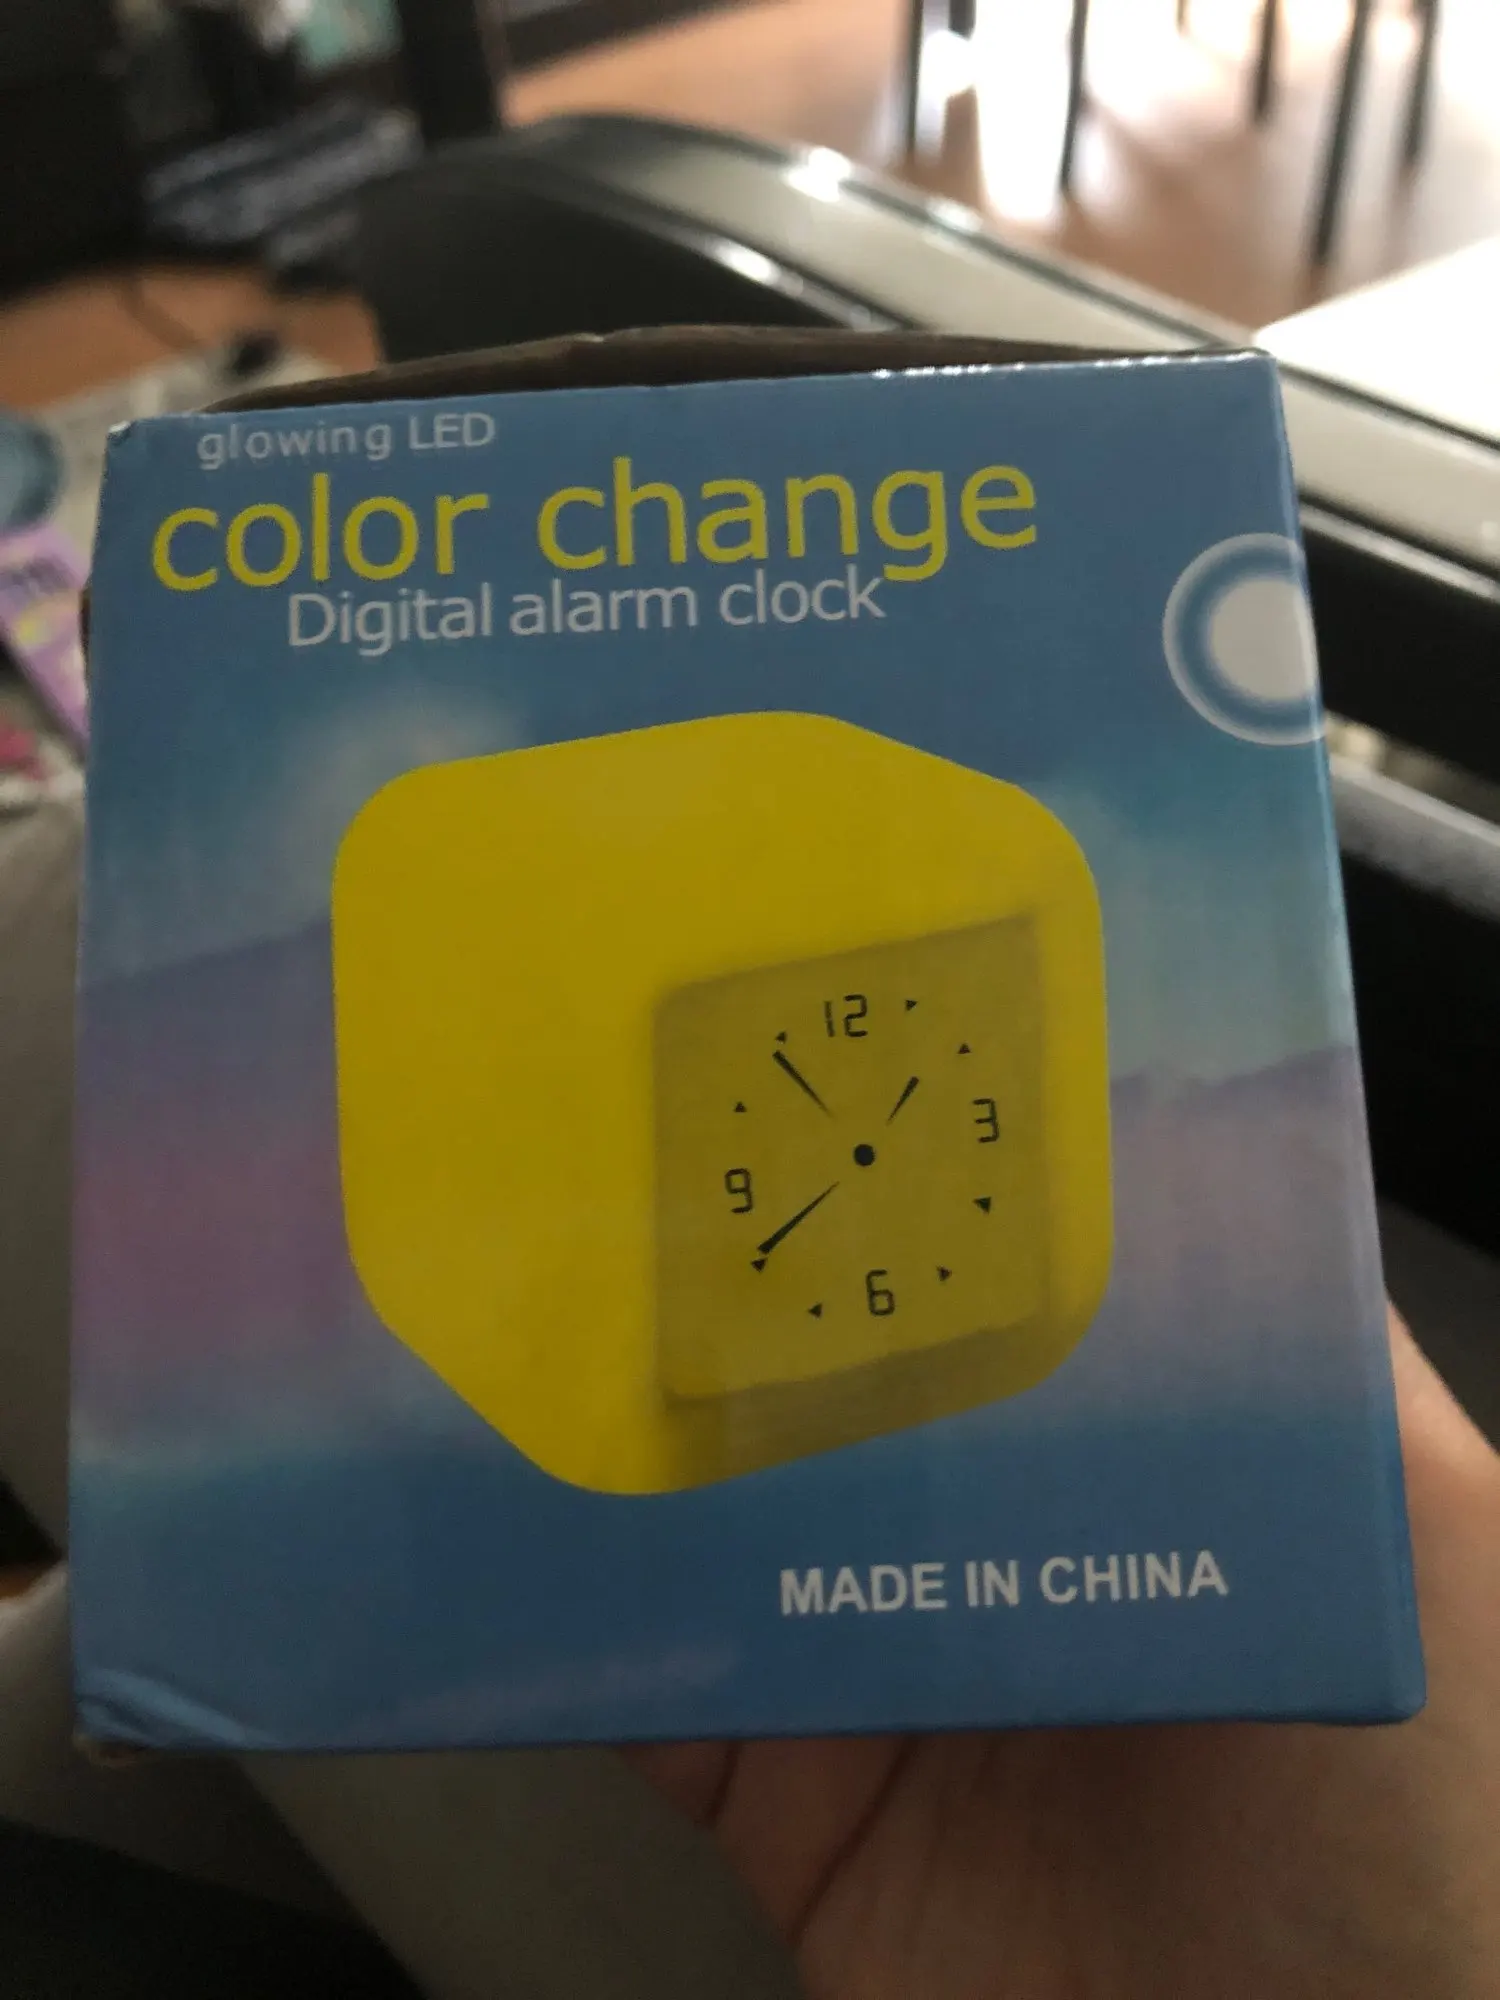 glowing LED
color change
Digital alarm clock
12
3
9
6
MADE IN CHINA